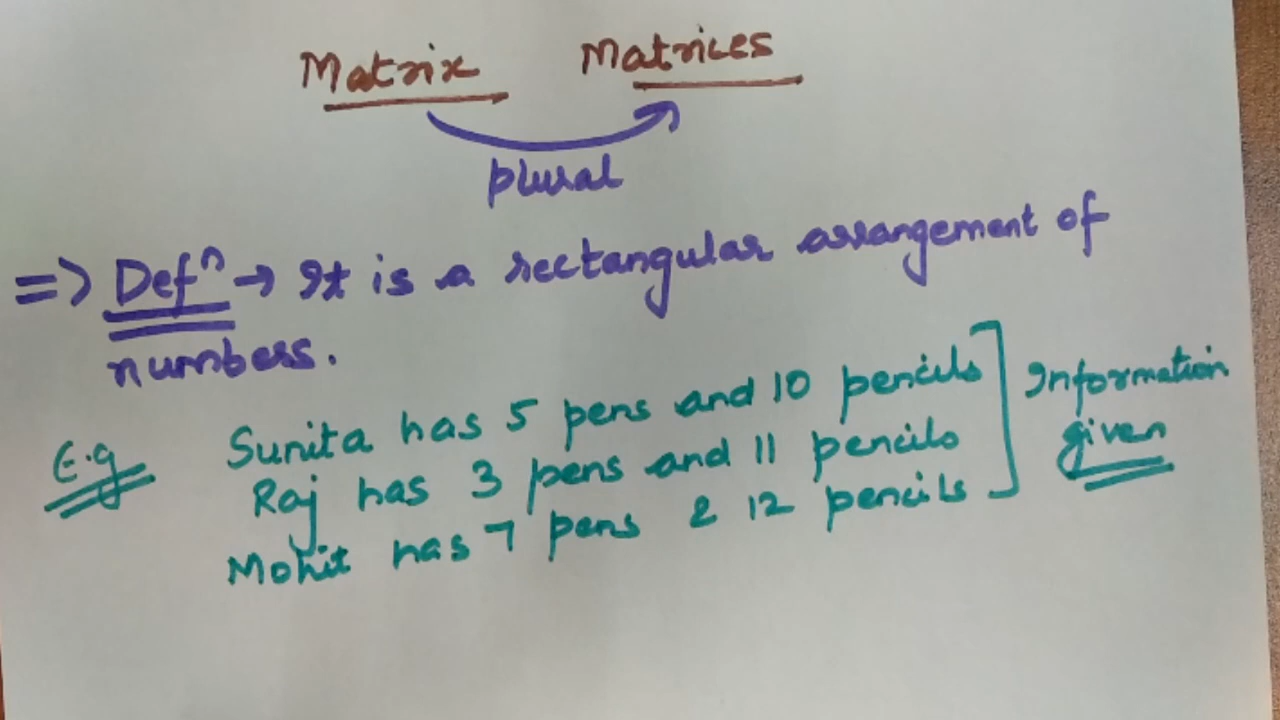 Matrix Matrices
plural
=> Defⁿ → It is a rectangular arrangement of
numbers.
E.g Sunita has 5 pens and 10 pencils
Raj has 3 pens and 11 pencils
Mohit has 7 pens & 12 pencils
Information
given